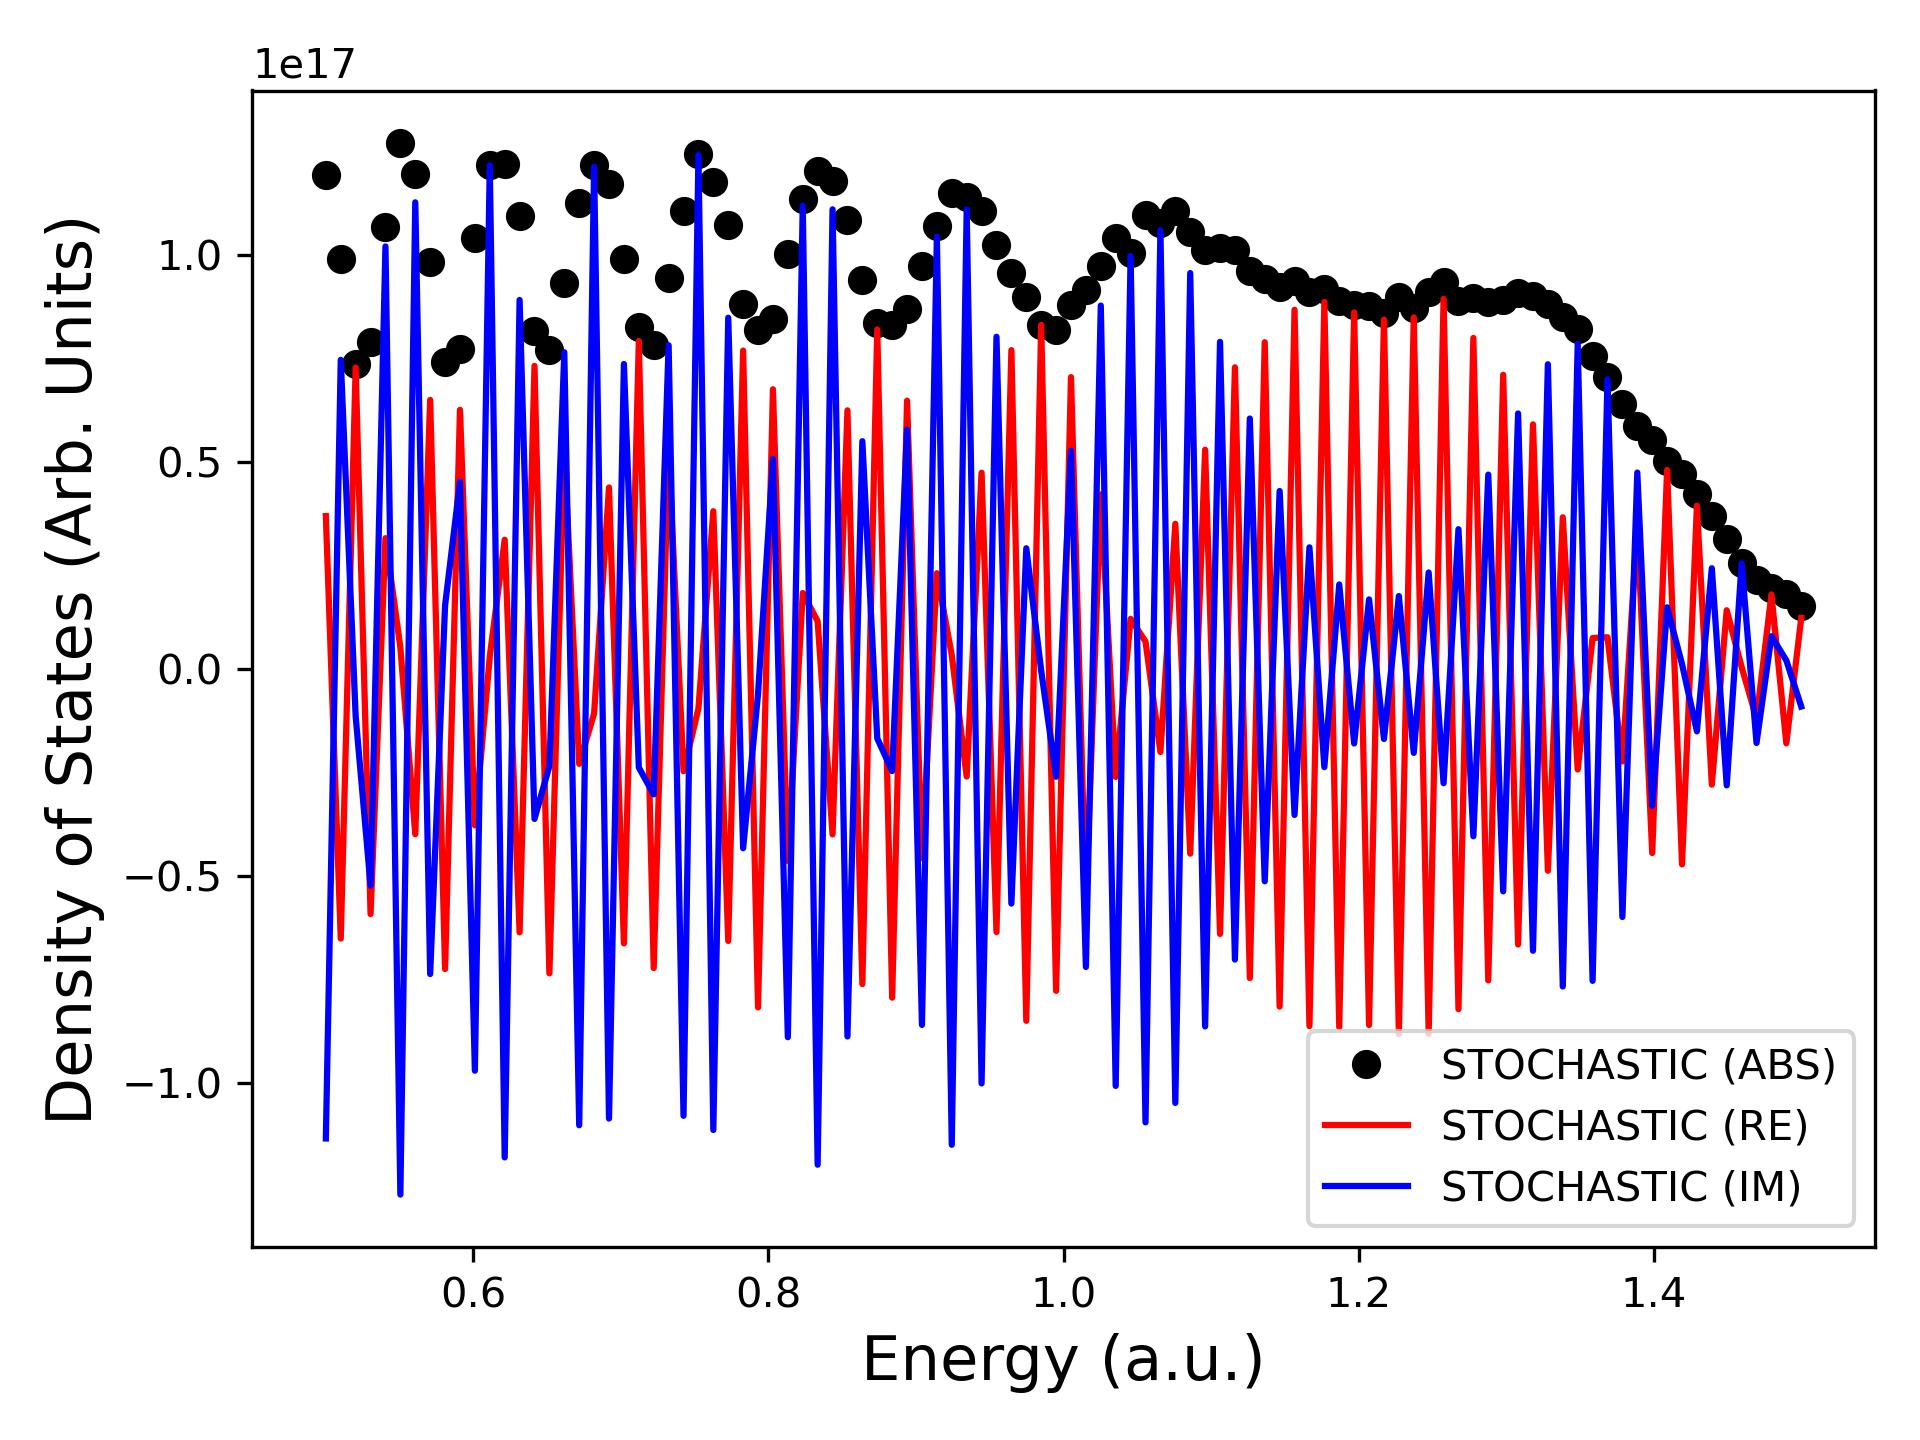 1e17
Density of States (Arb. Units)
1.0
0.5
0.0
−0.5
−1.0
STOCHASTIC (ABS)
STOCHASTIC (RE)
STOCHASTIC (IM)
0.6 0.8 1.0 1.2 1.4
Energy (a.u.)